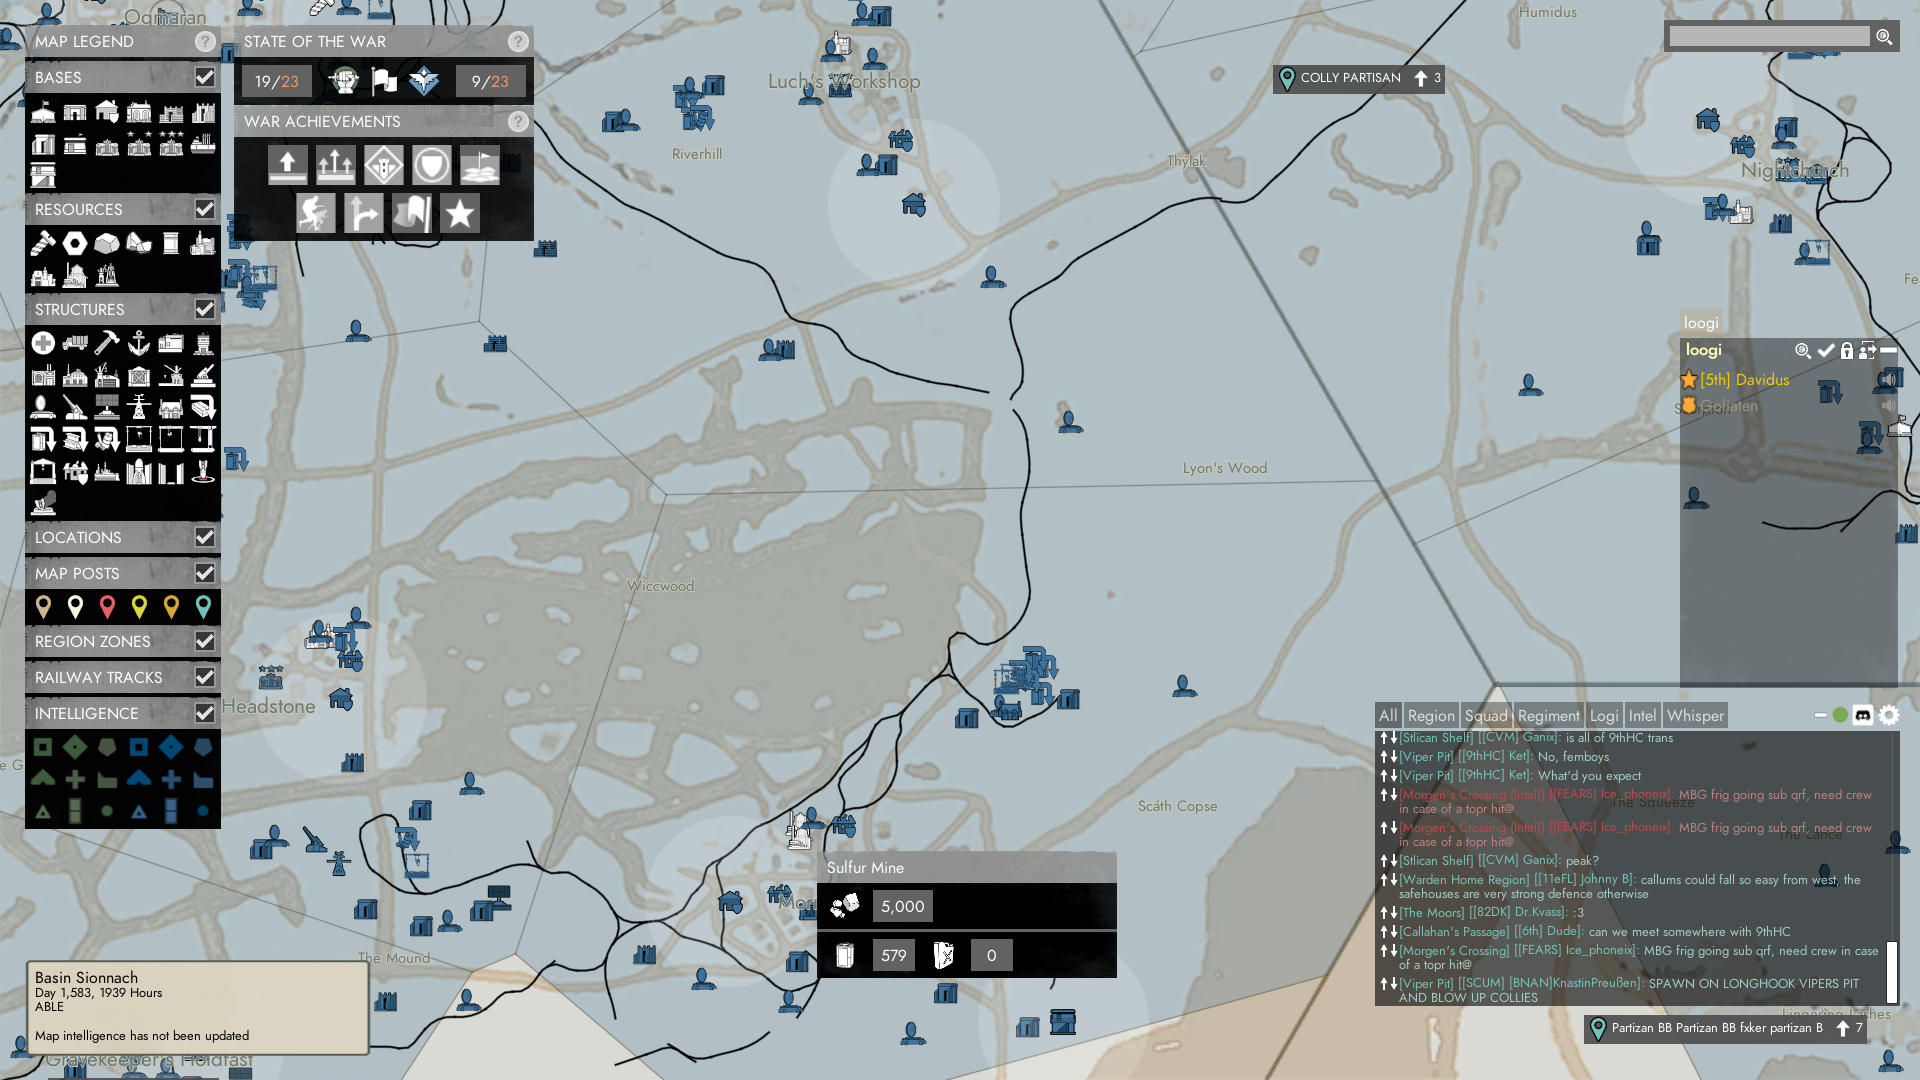 Oqmaran
MAP LEGEND
?
BASES
RESOURCES
STRUCTURES
LOCATIONS
MAP POSTS
REGION ZONES
RAILWAY TRACKS
INTELLIGENCE
STATE OF THE WAR
?
19/23
9/23
WAR ACHIEVEMENTS
?
Luch's Workshop
Riverhill
Thylak
Humidus
COLLY PARTISAN 3
Nightchurch
Lyon's Wood
Wiccwood
Headstone
Scáth Copse
The Mound
Gravekeeper's Holdfast
Basin Sionnach
Day 1,583, 1939 Hours
ABLE
Map intelligence has not been updated
Sulfur Mine
5,000
579
0
loogi
loogi
[5th] Davidus
Goliaten
All Region Squad Regiment Logi Intel Whisper
[Stlican Shelf] [[CVM] Ganix]: is all of 9thHC trans
[Viper Pit] [[9thHC] Ket]: No, femboys
[Viper Pit] [[9thHC] Ket]: What'd you expect
[Morgen's Crossing (Intel)] [[FEARS] Ice_phoneix]: MBG frig going sub qrf, need crew
in case of a topr hit@
[Morgen's Crossing (Intel)] [[FEARS] Ice_phoneix]: MBG frig going sub qrf, need crew
in case of a topr hit@
[Stlican Shelf] [[CVM] Ganix]: peak?
[Warden Home Region] [[11eFL] Johnny B]: callums could fall so easy from west, the
safehouses are very strong defence otherwise
[The Moors] [[82DK] Dr.Kvass]: :3
[Callahan's Passage] [[6th] Dude]: can we meet somewhere with 9thHC
[Morgen's Crossing] [[FEARS] Ice_phoneix]: MBG frig going sub qrf, need crew in case
of a topr hit@
[Viper Pit] [[SCUM] [BNAN]KnastinPreußen]: SPAWN ON LONGHOOK VIPERS PIT
AND BLOW UP COLLIES
The Squeeze
The Lance
Lingering Lashes
Partizan BB Partizan BB fxker partizan B 7